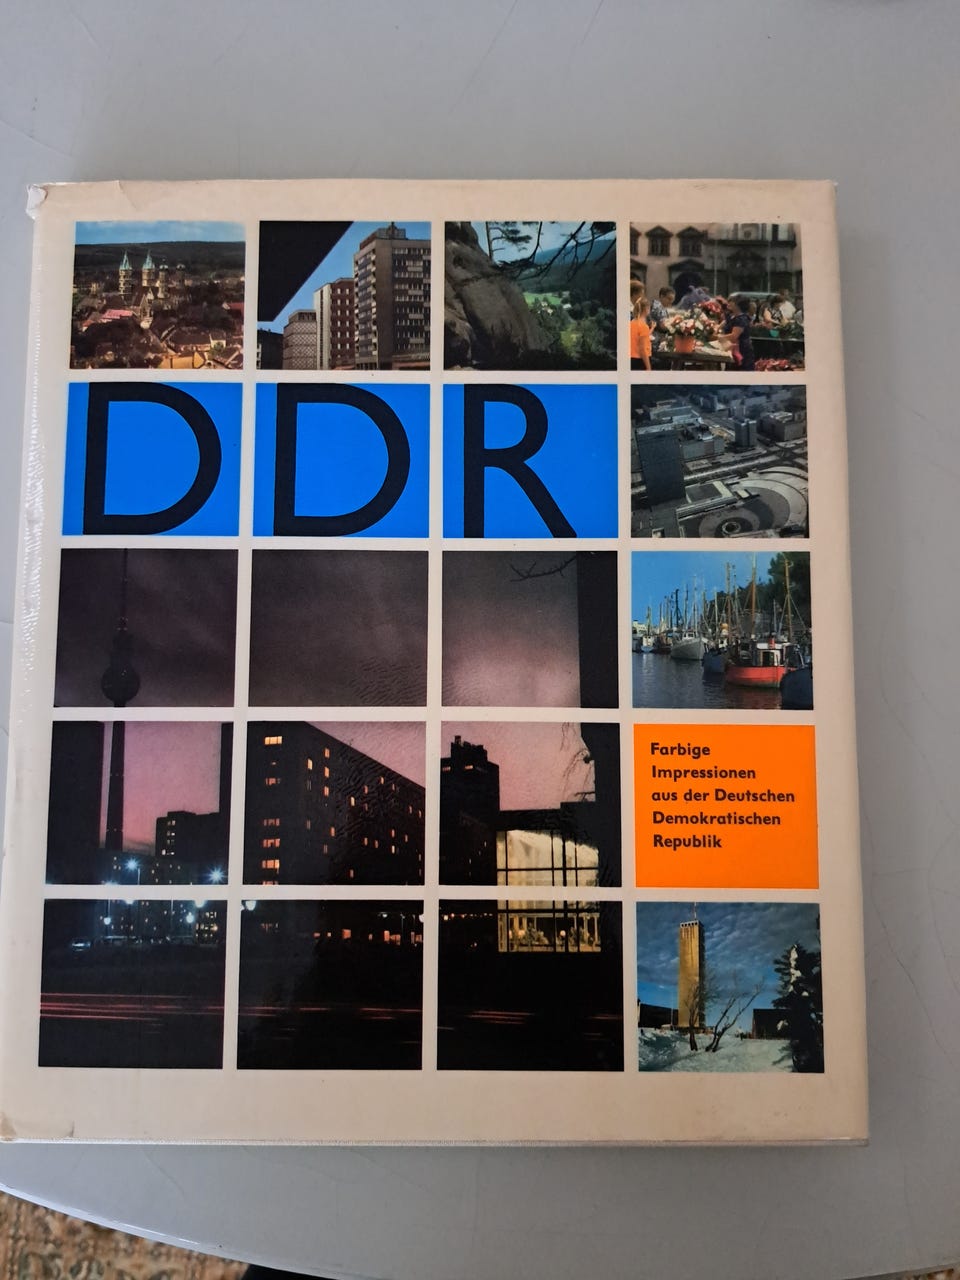 DDR
Farbige
Impressionen
aus der Deutschen
Demokratischen
Republik